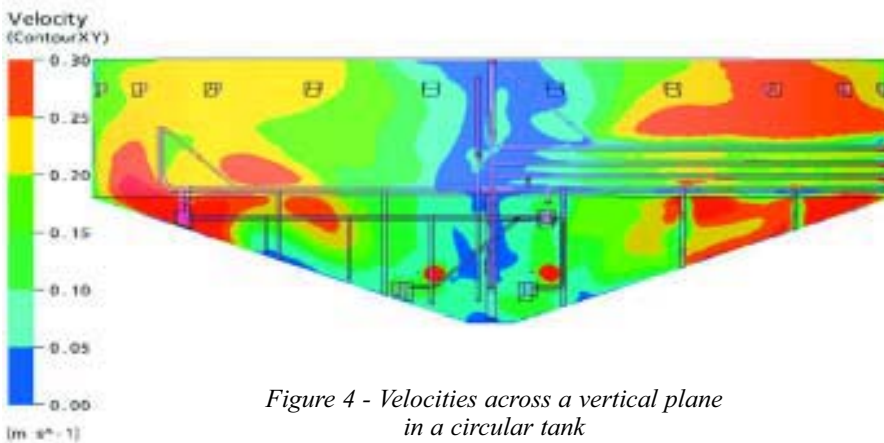 Velocity
(ContourXY)
0.30
0.25
0.20
0.15
0.10
0.05
0.00
[m s^-1]
Figure 4 - Velocities across a vertical plane
in a circular tank